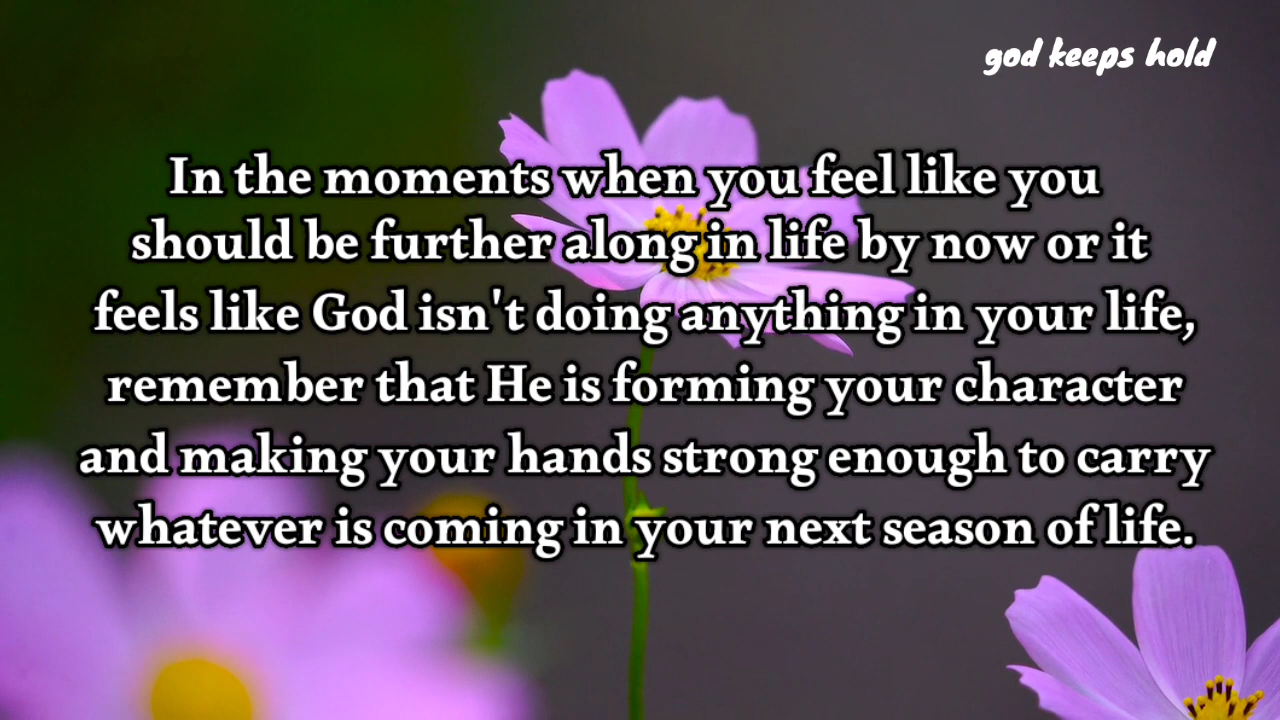 god keeps hold
In the moments when you feel like you
should be further along in life by now or it
feels like God isn't doing anything in your life,
remember that He is forming your character
and making your hands strong enough to carry
whatever is coming in your next season of life.